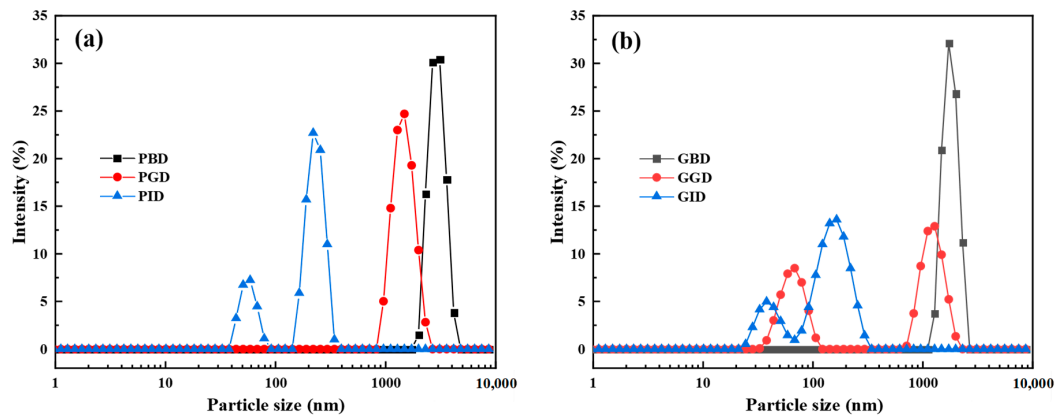 (a)
Intensity (%)
35
30
25
20
15
10
5
0
PBD
PGD
PID
1 10 100 1000 10,000
Particle size (nm)
(b)
Intensity (%)
35
30
25
20
15
10
5
0
GBD
GGD
GID
1 10 100 1000 10,000
Particle size (nm)